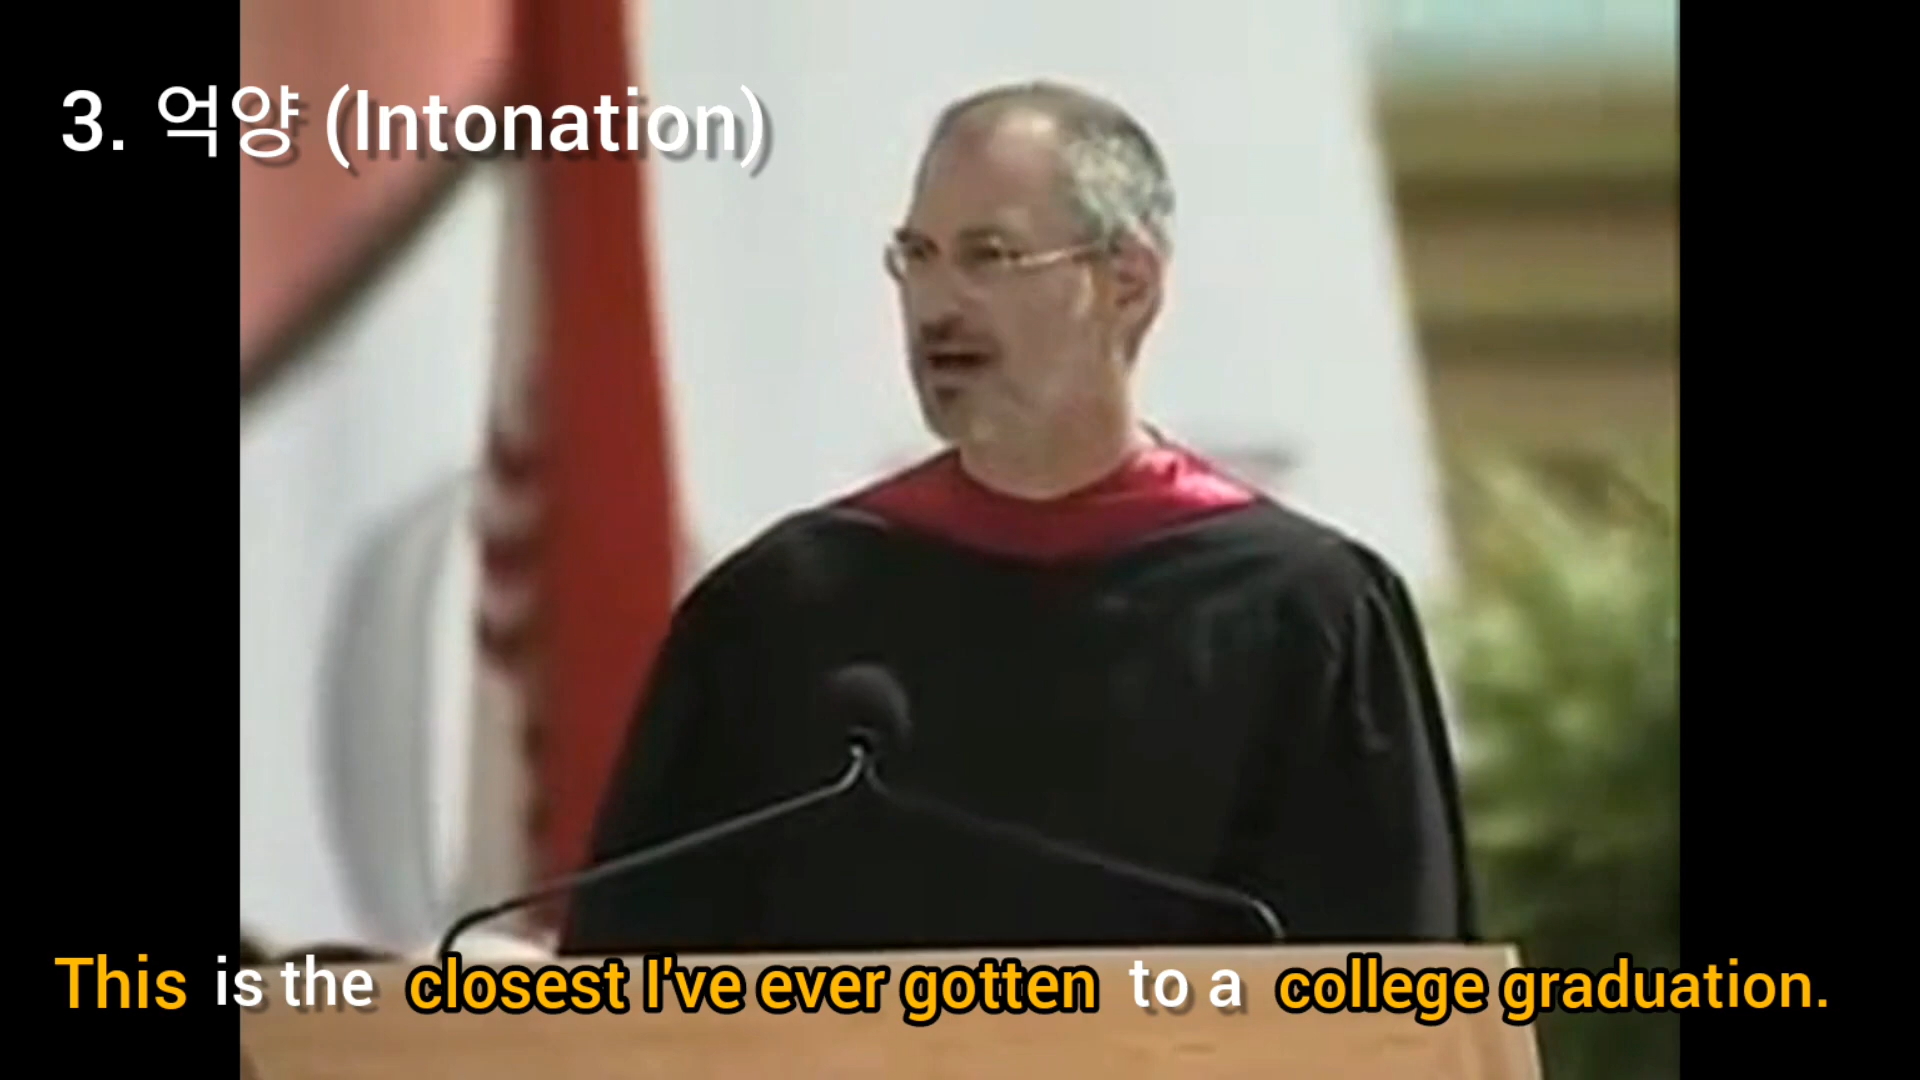 3. 억양 (Intonation)
This is the closest I've ever gotten to a college graduation.